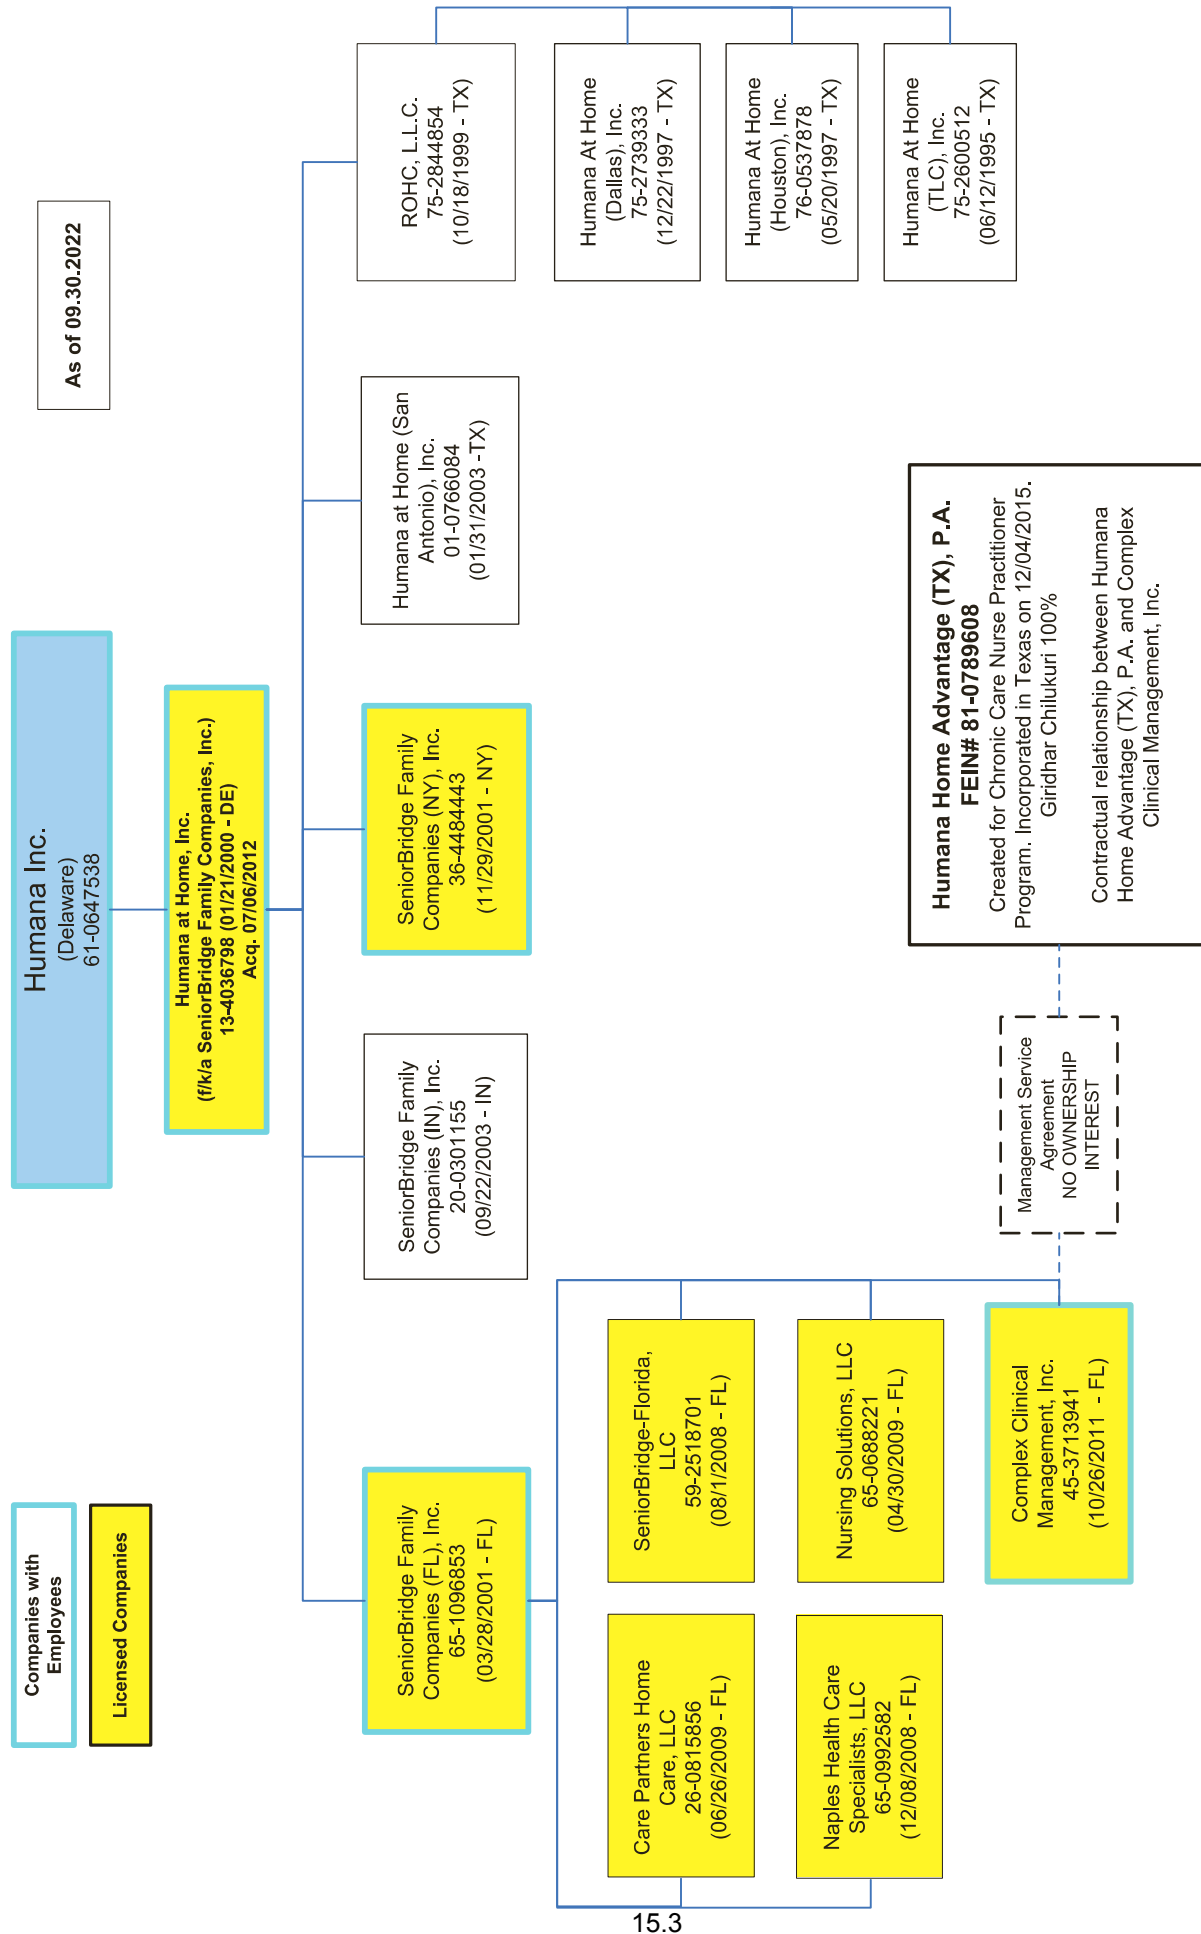 Companies with
Employees
Licensed Companies
Humana Inc.
(Delaware)
61-0647538
As of 09.30.2022
Humana at Home, Inc.
(f/k/a SeniorBridge Family Companies, Inc.)
13-4036798 (01/21/2000 - DE)
Acq. 07/06/2012
SeniorBridge Family
Companies (FL), Inc.
65-1096853
(03/28/2001 - FL)
SeniorBridge Family
Companies (IN), Inc.
20-0301155
(09/22/2003 - IN)
SeniorBridge Family
Companies (NY), Inc.
36-4484443
(11/29/2001 - NY)
Humana at Home (San
Antonio), Inc.
01-0766084
(01/31/2003 -TX)
ROHC, L.L.C.
75-2844854
(10/18/1999 - TX)
Care Partners Home
Care, LLC
26-0815856
(06/26/2009 - FL)
SeniorBridge-Florida,
LLC
59-2518701
(08/1/2008 - FL)
Humana At Home
(Dallas), Inc.
75-2739333
(12/22/1997 - TX)
Naples Health Care
Specialists, LLC
65-0992582
(12/08/2008 - FL)
Nursing Solutions, LLC
65-0688221
(04/30/2009 - FL)
Humana At Home
(Houston), Inc.
76-0537878
(05/20/1997 - TX)
Humana At Home
(TLC), Inc.
75-2600512
(06/12/1995 - TX)
Complex Clinical
Management, Inc.
45-3713941
(10/26/2011 - FL)
Management Service
Agreement
NO OWNERSHIP
INTEREST
Humana Home Advantage (TX), P.A.
FEIN# 81-0789608
Created for Chronic Care Nurse Practitioner
Program. Incorporated in Texas on 12/04/2015.
Giridhar Chilukuri 100%
Contractual relationship between Humana
Home Advantage (TX), P.A. and Complex
Clinical Management, Inc.
15.3